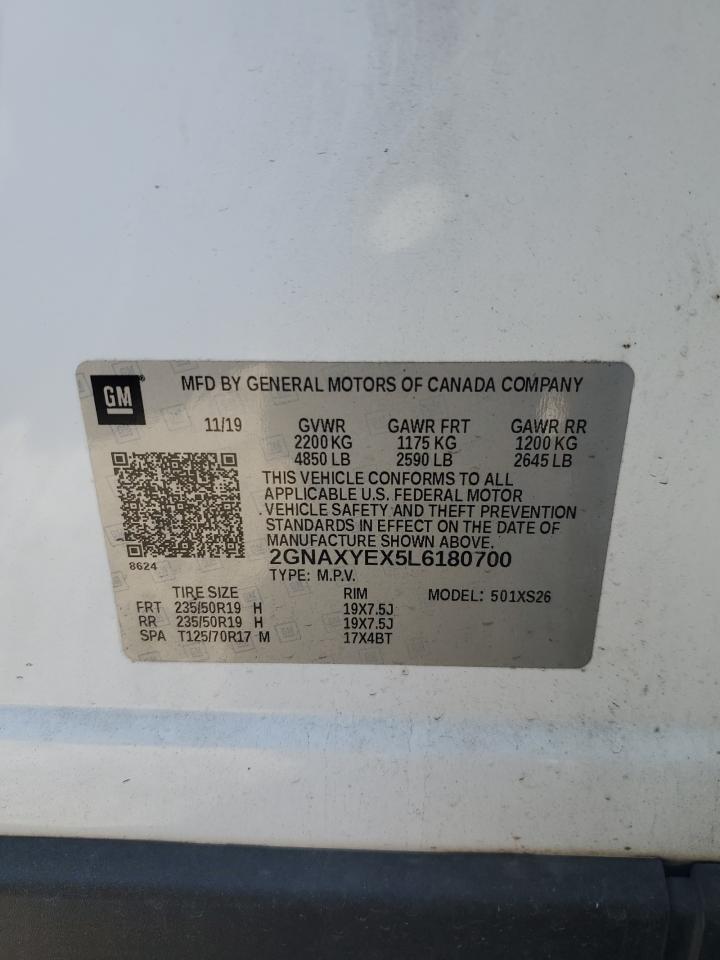 GM
MFD BY GENERAL MOTORS OF CANADA COMPANY
11/19 GVWR GAWR FRT GAWR RR
2200 KG 1175 KG 1200 KG
4850 LB 2590 LB 2645 LB
THIS VEHICLE CONFORMS TO ALL
APPLICABLE U.S. FEDERAL MOTOR
VEHICLE SAFETY AND THEFT PREVENTION
STANDARDS IN EFFECT ON THE DATE OF
MANUFACTURE SHOWN ABOVE.
2GNAXYEX5L6180700
8624
TYPE: M.P.V.
TIRE SIZE RIM MODEL: 501XS26
FRT 235/50R19 H 19X7.5J
RR 235/50R19 H 19X7.5J
SPA T125/70R17 M 17X4BT